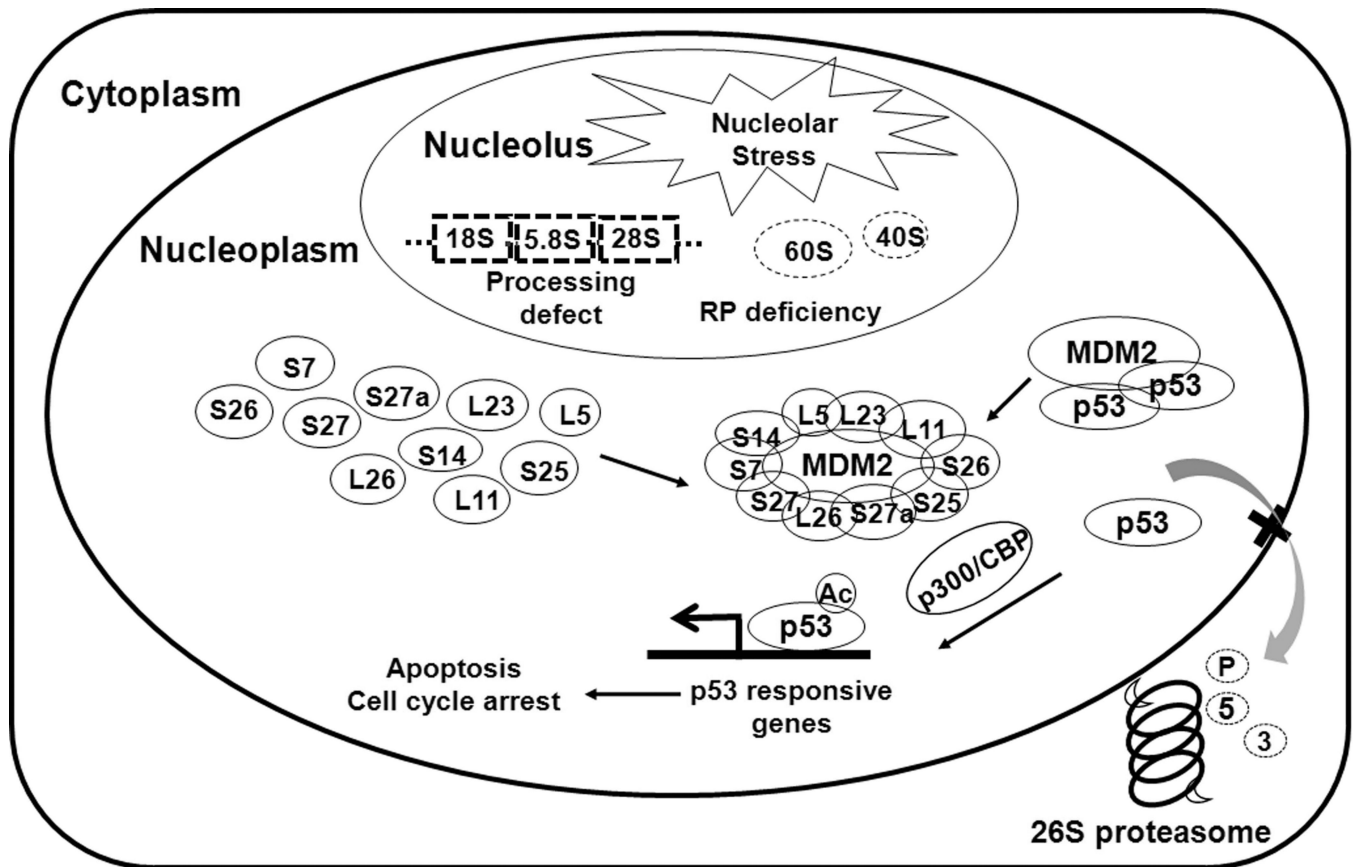 Cytoplasm
Nucleolus
Nucleolar
Stress
Nucleoplasm
18S
5.8S
28S
60S
40S
Processing
defect
RP deficiency
S7
S26
S27
S27a
L23
L5
S14
L26
L11
S25
MDM2
p53
p53
L5
L23
L11
S14
S7
MDM2
S26
S27
L26
S27a
S25
p53
p300/CBP
Ac
p53
Apoptosis
Cell cycle arrest
p53 responsive
genes
P
5
3
26S proteasome